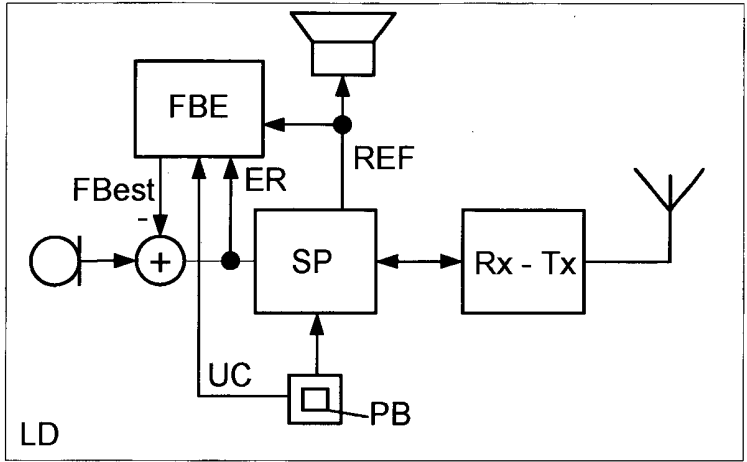 FBE
REF
ER
FBest
-
+
SP
Rx - Tx
UC
PB
LD